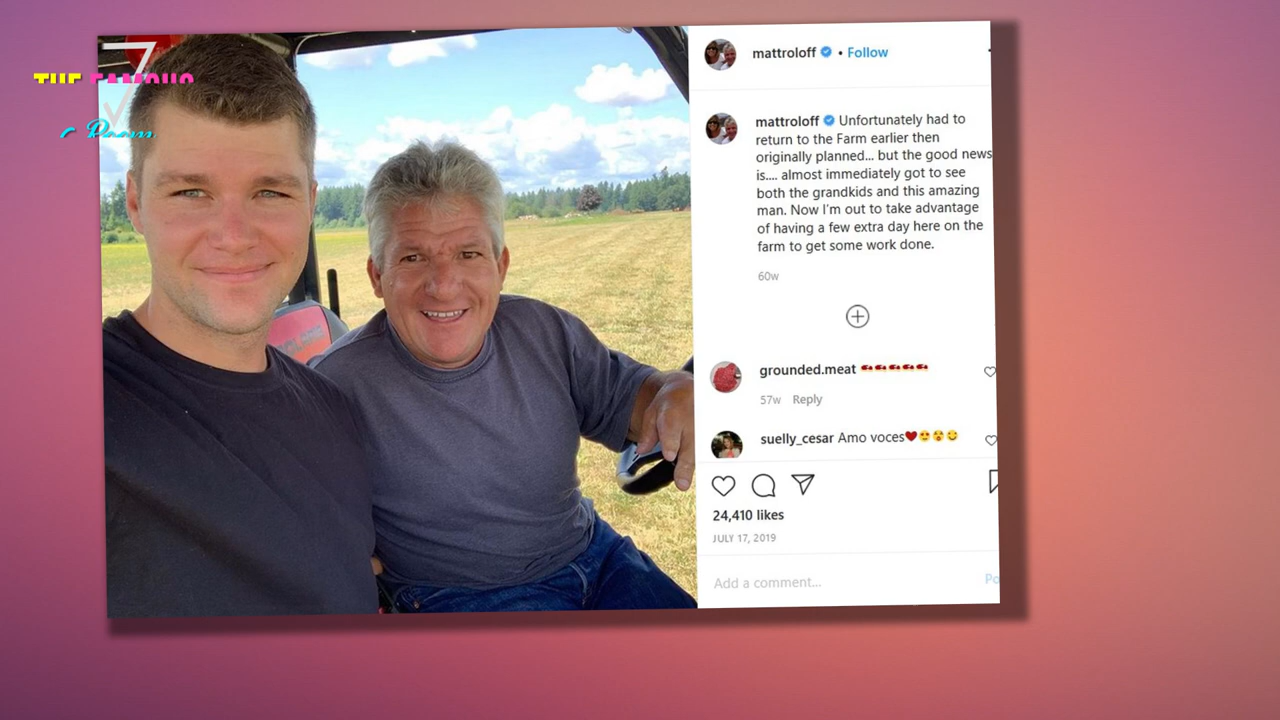 THE FAMOUS
7
mattroloff • Follow
mattroloff Unfortunately had to
return to the Farm earlier then
originally planned... but the good news
is.... almost immediately got to see
both the grandkids and this amazing
man. Now I'm out to take advantage
of having a few extra day here on the
farm to get some work done.
60w
grounded.meat
57w Reply
suelly_cesar Amo voces❤️😍😘😊
24,410 likes
JULY 17, 2019
Add a comment...